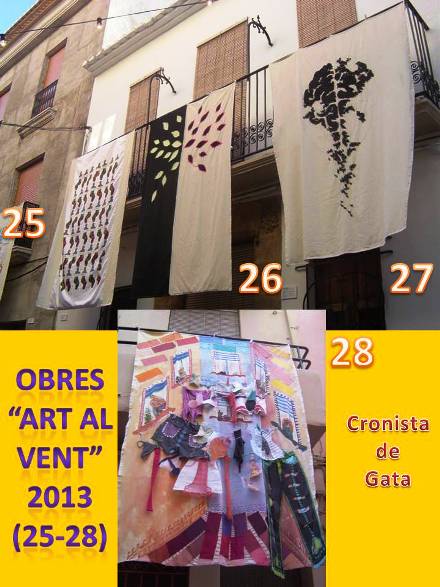 25
26
27
28
OBRES
“ART AL
VENT”
2013
(25-28)
Cronista
de
Gata